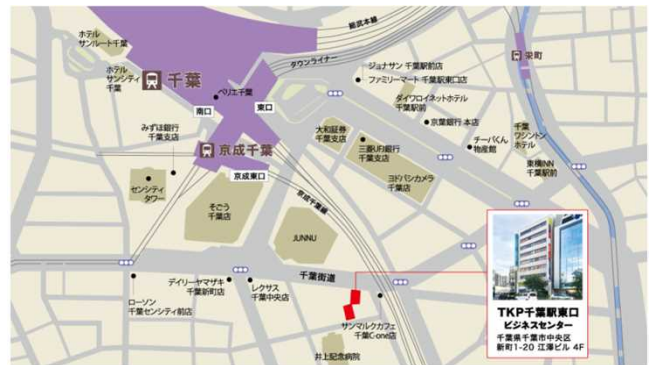 総武本線
ホテル
サンルート千葉
タウンライナー
栄町
ジョナサン 千葉駅前店
ファミリーマート 千葉駅東口店
ホテル
サンシティ
千葉
千葉
ペリエ千葉
東口
南口
ダイワロイネットホテル
千葉駅前
京葉銀行 本店
みずほ銀行
千葉支店
大和証券
千葉支店
千葉
ワシントン
ホテル
チーバくん
物産館
三菱UFJ銀行
千葉支店
京成千葉
東横INN
千葉駅前
京成東口
ヨドバシカメラ
千葉店
センシティ
タワー
そごう
千葉店
京成千葉線
JUNNU
千葉街道
デイリーヤマザキ
千葉新町店
レクサス
千葉中央店
ローソン
千葉センシティ前店
サンマルクカフェ
千葉C-one店
井上記念病院
TKP千葉駅東口
ビジネスセンター
千葉県千葉市中央区
新町1-20 江澤ビル 4F